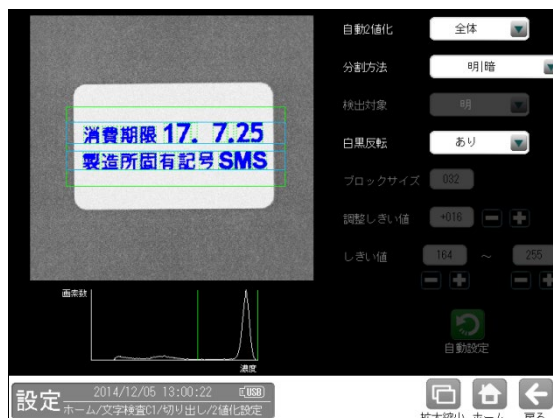 自動2値化 全体
分割方法 明|暗
検出対象 明
白黒反転 あり
ブロックサイズ 032
調整しきい値 +016
しきい値 164 ~ 255
自動設定
消費期限 17. 7.25
製造所固有記号 SMS
画素数
濃度
設定 2014/12/05 13:00:22 USB
ホーム/文字検査C1/切り出し/2値化設定
拡大縮小 ホーム 戻る